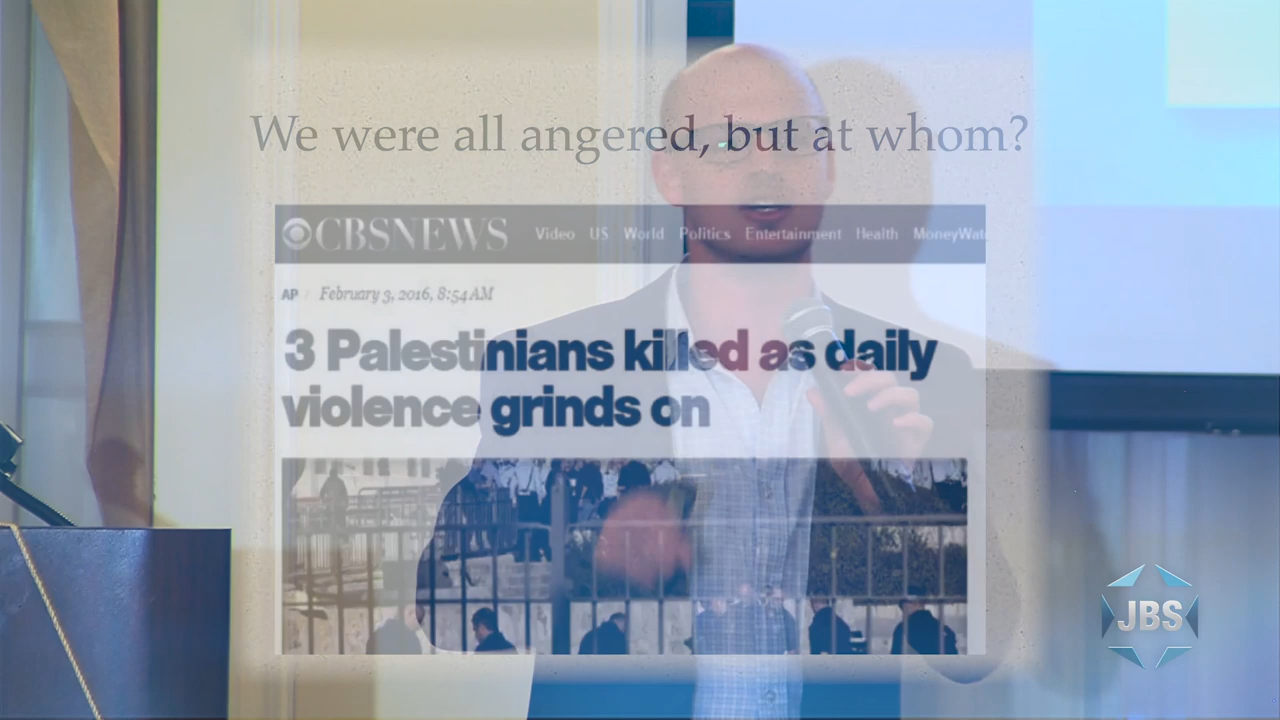 We were all angered, but at whom?
CBSNEWS Video US World Politics Entertainment Health MoneyWat
AP / February 3, 2016, 8:54 AM
3 Palestinians killed as daily
violence grinds on
JBS